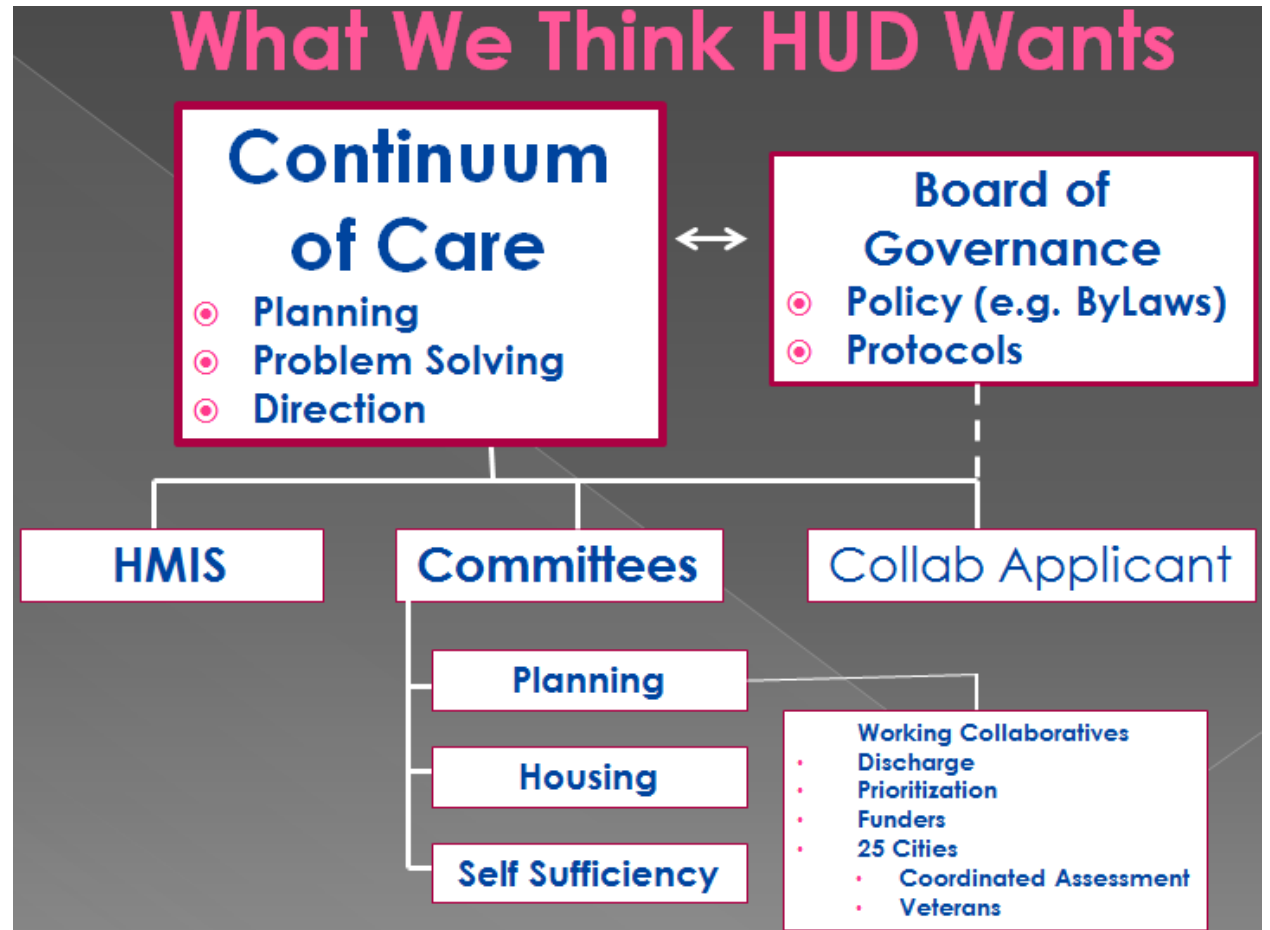 What We Think HUD Wants
Continuum
of Care
Planning
Problem Solving
Direction
Board of
Governance
Policy (e.g. ByLaws)
Protocols
HMIS
Committees
Collab Applicant
Planning
Housing
Self Sufficiency
Working Collaboratives
Discharge
Prioritization
Funders
25 Cities
Coordinated Assessment
Veterans